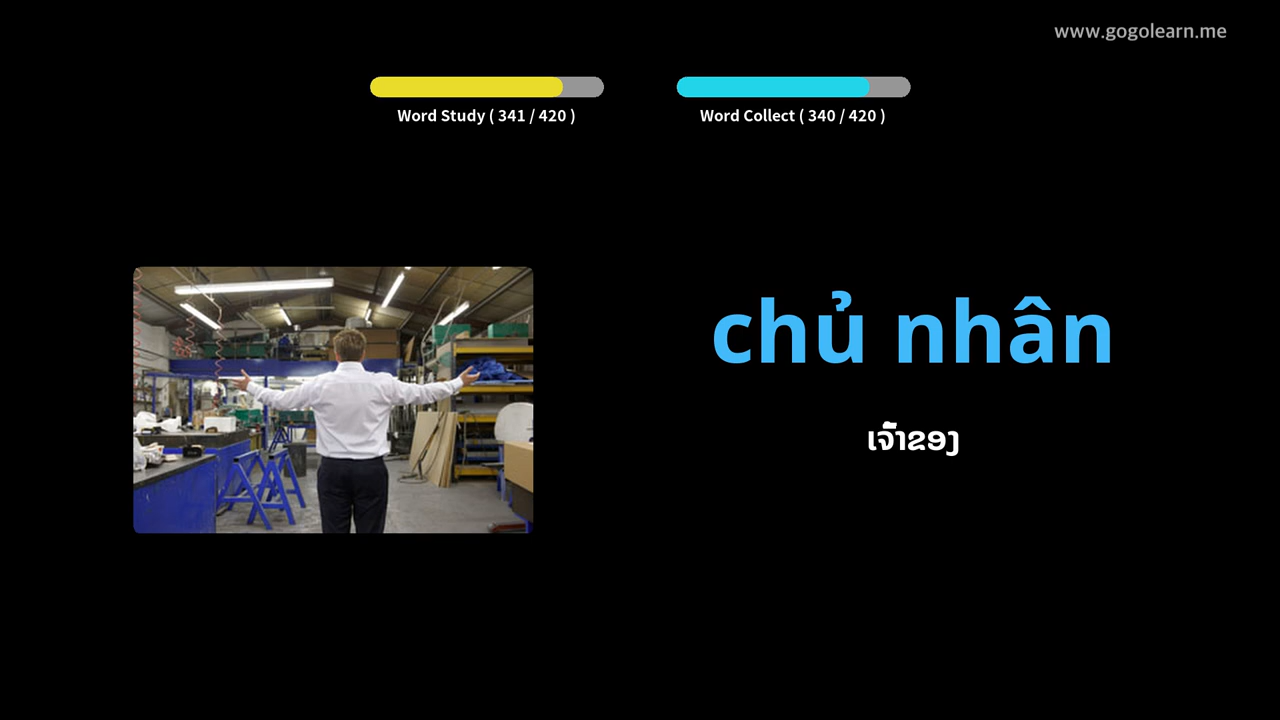 www.gogolearn.me
Word Study ( 341 / 420 )
Word Collect ( 340 / 420 )
chủ nhân
ເຈົ້າຂອງ